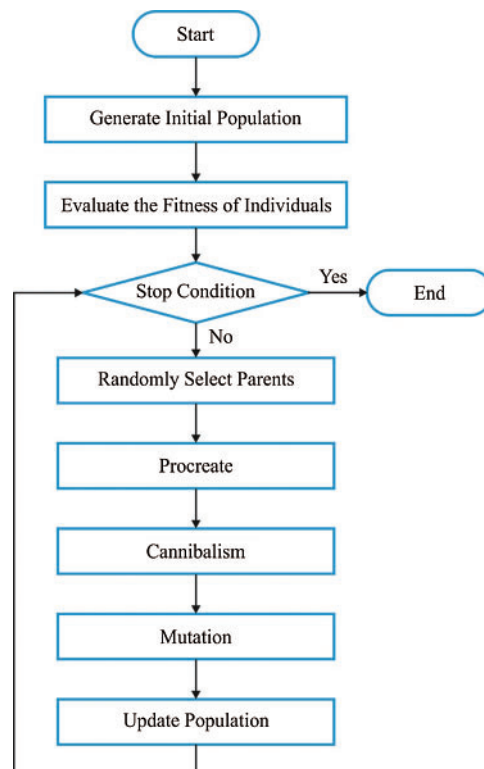 Start
Generate Initial Population
Evaluate the Fitness of Individuals
Stop Condition
Yes
End
No
Randomly Select Parents
Procreate
Cannibalism
Mutation
Update Population